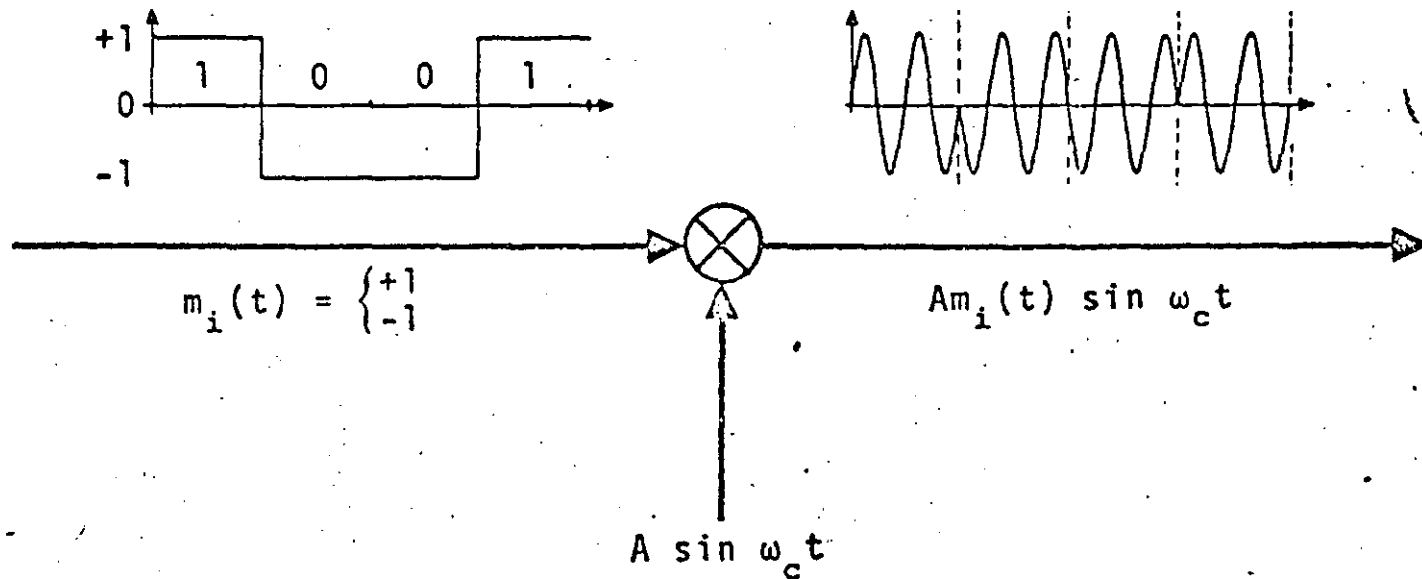 +1
1 0 0 1
0
-1
m_i(t) = {+1
-1
Am_i(t) sin ω_c t
A sin ω_c t